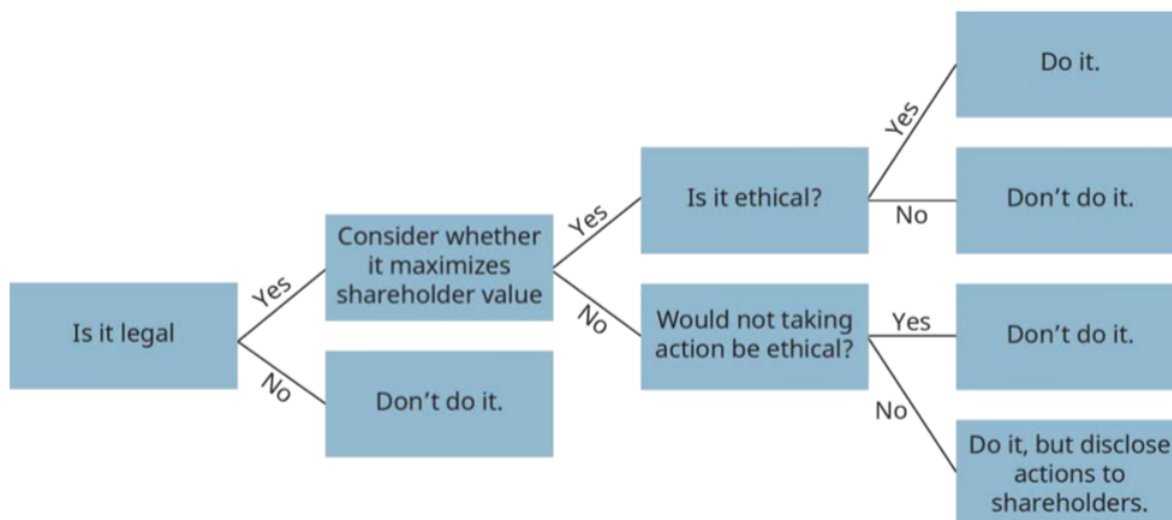 Is it legal
Yes
No
Consider whether
it maximizes
shareholder value
Don’t do it.
Yes
No
Is it ethical?
Would not taking
action be ethical?
Yes
No
Yes
No
Do it.
Don’t do it.
Don’t do it.
Do it, but disclose
actions to
shareholders.